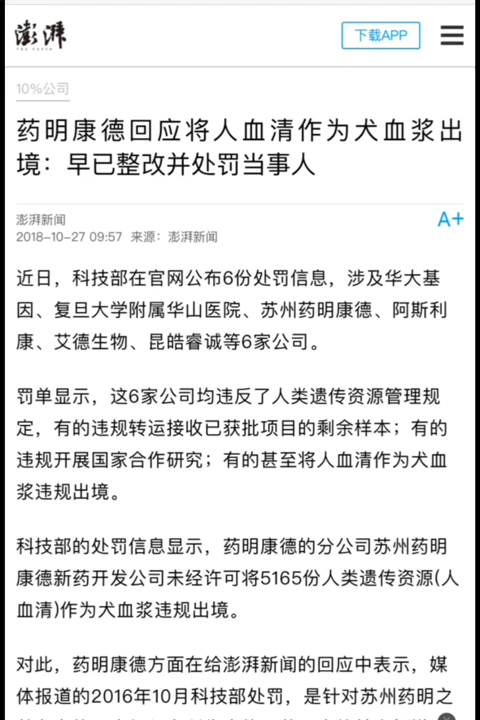 澎湃
THE PAPER
下载APP
10%公司
药明康德回应将人血清作为犬血浆出
境：早已整改并处罚当事人
澎湃新闻
2018-10-27 09:57 来源：澎湃新闻
A+
近日，科技部在官网公布6份处罚信息，涉及华大基
因、复旦大学附属华山医院、苏州药明康德、阿斯利
康、艾德生物、昆皓睿诚等6家公司。
罚单显示，这6家公司均违反了人类遗传资源管理规
定，有的违规转运接收已获批项目的剩余样本；有的
违规开展国家合作研究；有的甚至将人血清作为犬血
浆违规出境。
科技部的处罚信息显示，药明康德的分公司苏州药明
康德新药开发公司未经许可将5165份人类遗传资源(人
血清)作为犬血浆违规出境。
对此，药明康德方面在给澎湃新闻的回应中表示，媒
体报道的2016年10月科技部处罚，是针对苏州药明之